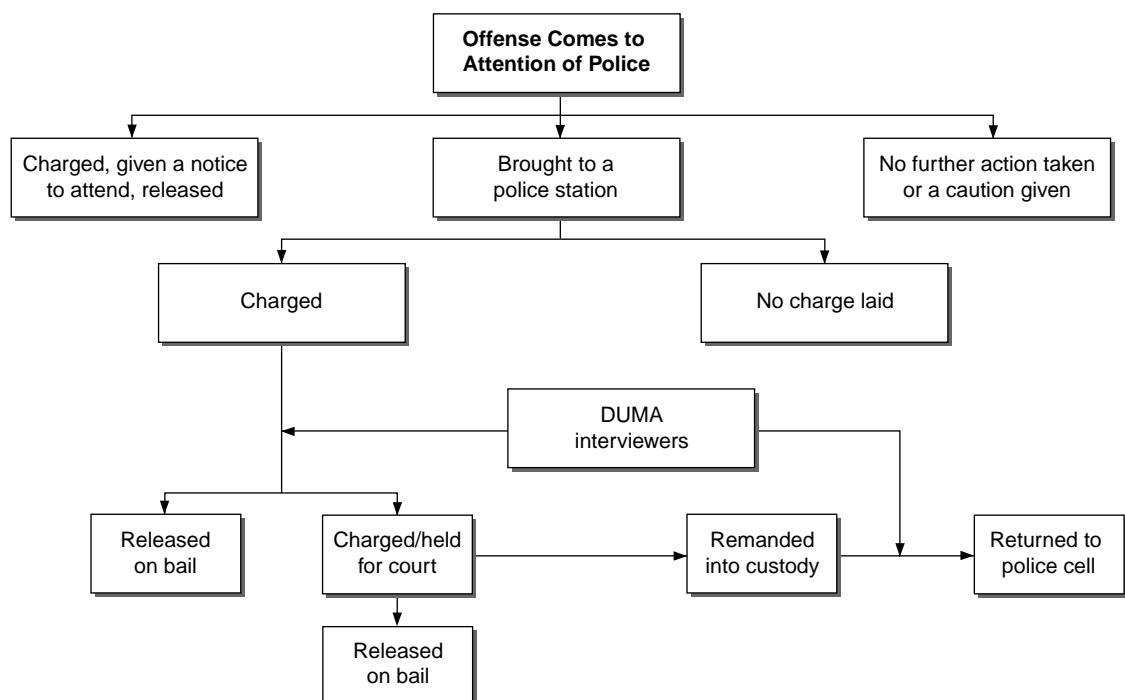 Offense Comes to
Attention of Police
Charged, given a notice
to attend, released
Brought to a
police station
No further action taken
or a caution given
Charged
No charge laid
DUMA
interviewers
Released
on bail
Charged/held
for court
Remanded
into custody
Returned to
police cell
Released
on bail